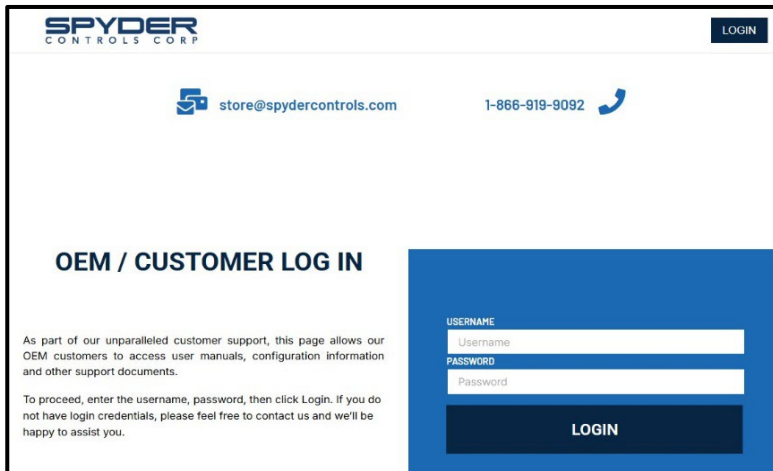 SPYDER
CONTROLS CORP
LOGIN
store@spydercontrols.com
1-866-919-9092
OEM / CUSTOMER LOG IN
As part of our unparalleled customer support, this page allows our
OEM customers to access user manuals, configuration information
and other support documents.
To proceed, enter the username, password, then click Login. If you do
not have login credentials, please feel free to contact us and we'll be
happy to assist you.
USERNAME
Username
PASSWORD
Password
LOGIN